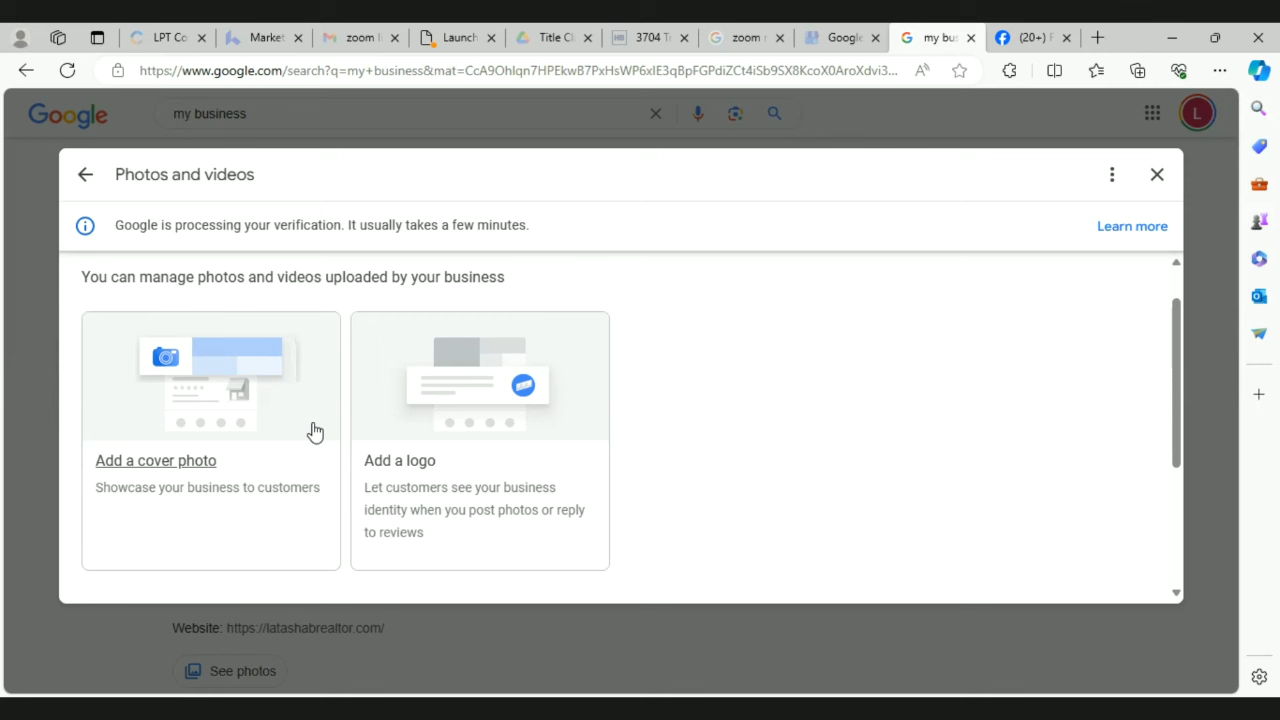 LPT Co
Market
zoom li
Launch
Title Cl
3704 Ti
zoom r
Google
my bus
(20+) F
https://www.google.com/search?q=my+business&mat=CcA9OhIqn7HPEkwB7PxHsWP6xIE3qBpFGPdiZCt4iSb9SX8KcoX0AroXdvi3...
Google
my business
L
Photos and videos
Google is processing your verification. It usually takes a few minutes.
Learn more
You can manage photos and videos uploaded by your business
Add a cover photo
Showcase your business to customers
Add a logo
Let customers see your business
identity when you post photos or reply
to reviews
Website: https://latashabrealtor.com/
See photos